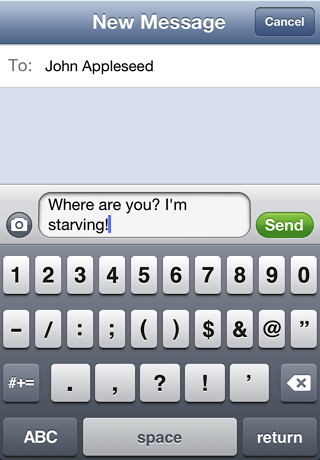 New Message Cancel
To: John Appleseed
Where are you? I'm
starving!
Send
1 2 3 4 5 6 7 8 9 0
- / : ; ( ) $ & @ ”
#+= . , ? ! ’
ABC space return